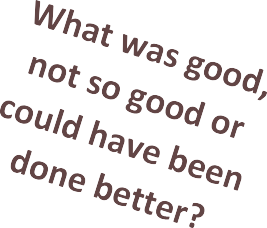 What was good,
not so good or
could have been
done better?